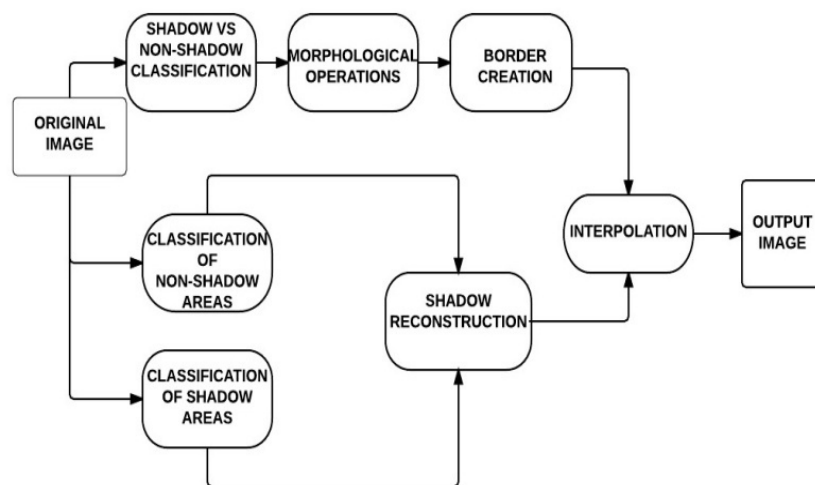 SHADOW VS
NON-SHADOW
CLASSIFICATION
MORPHOLOGICAL
OPERATIONS
BORDER
CREATION
ORIGINAL
IMAGE
CLASSIFICATION
OF
NON-SHADOW
AREAS
SHADOW
RECONSTRUCTION
INTERPOLATION
OUTPUT
IMAGE
CLASSIFICATION
OF SHADOW
AREAS